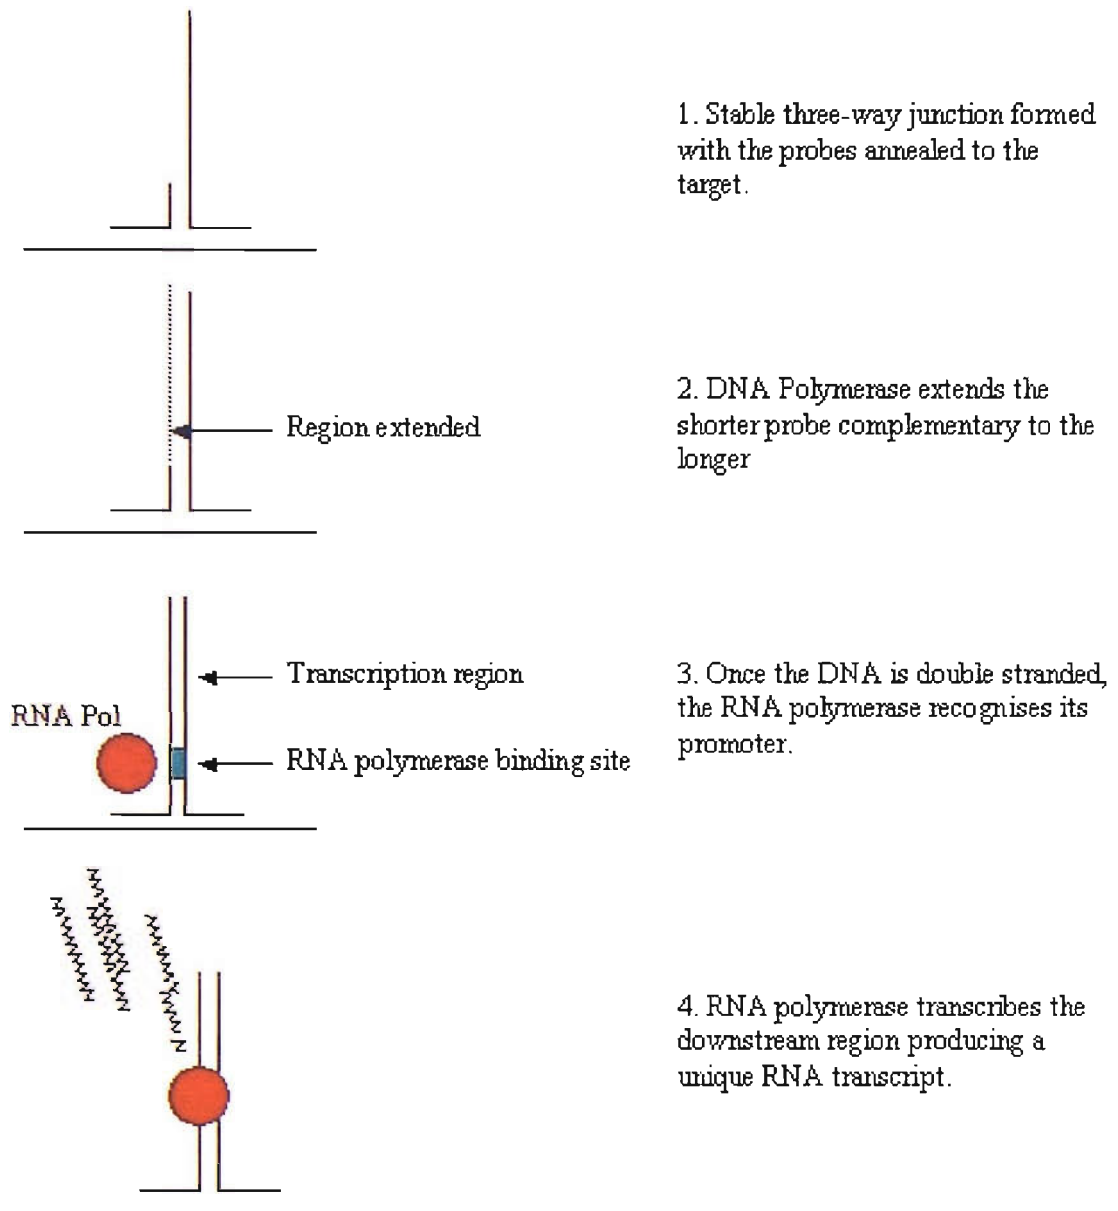 1. Stable three-way junction formed
with the probes annealed to the
target.
Region extended
2. DNA Polymerase extends the
shorter probe complementary to the
longer
Transcription region
RNA Pol
RNA polymerase binding site
3. Once the DNA is double stranded,
the RNA polymerase recognises its
promoter.
4. RNA polymerase transcribes the
downstream region producing a
unique RNA transcript.